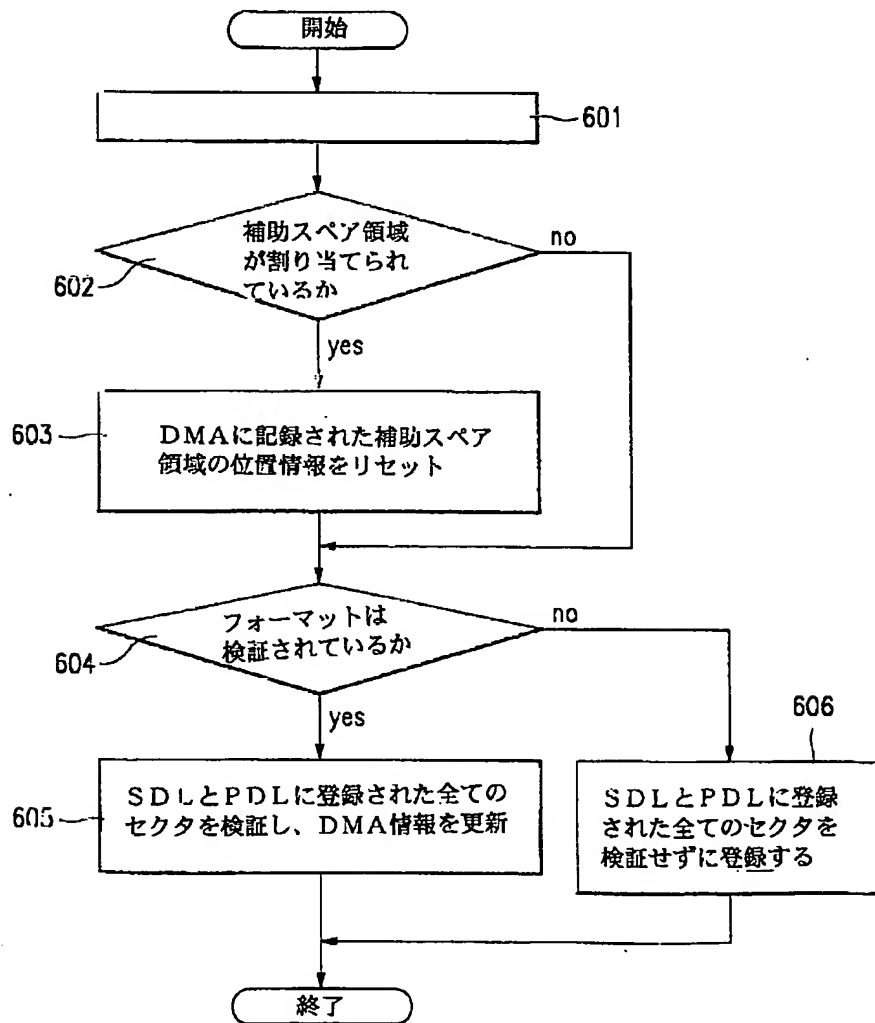 開始
601
補助スペア領域
が割り当てられ
ているか
no
602
yes
603
DMAに記録された補助スペア
領域の位置情報をリセット
フォーマットは
検証されているか
no
604
yes
606
605
SDLとPDLに登録された全ての
セクタを検証し、DMA情報を更新
SDLとPDLに登録
された全てのセクタを
検証せずに登録する
終了